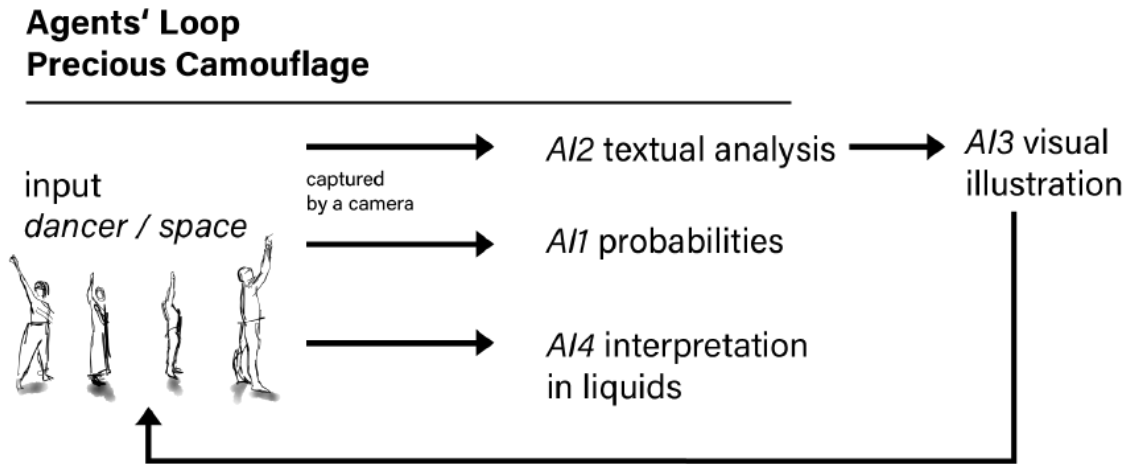 Agents‘ Loop
Precious Camouflage
input
dancer / space
captured
by a camera
AI2 textual analysis
AI3 visual
illustration
AI1 probabilities
AI4 interpretation
in liquids